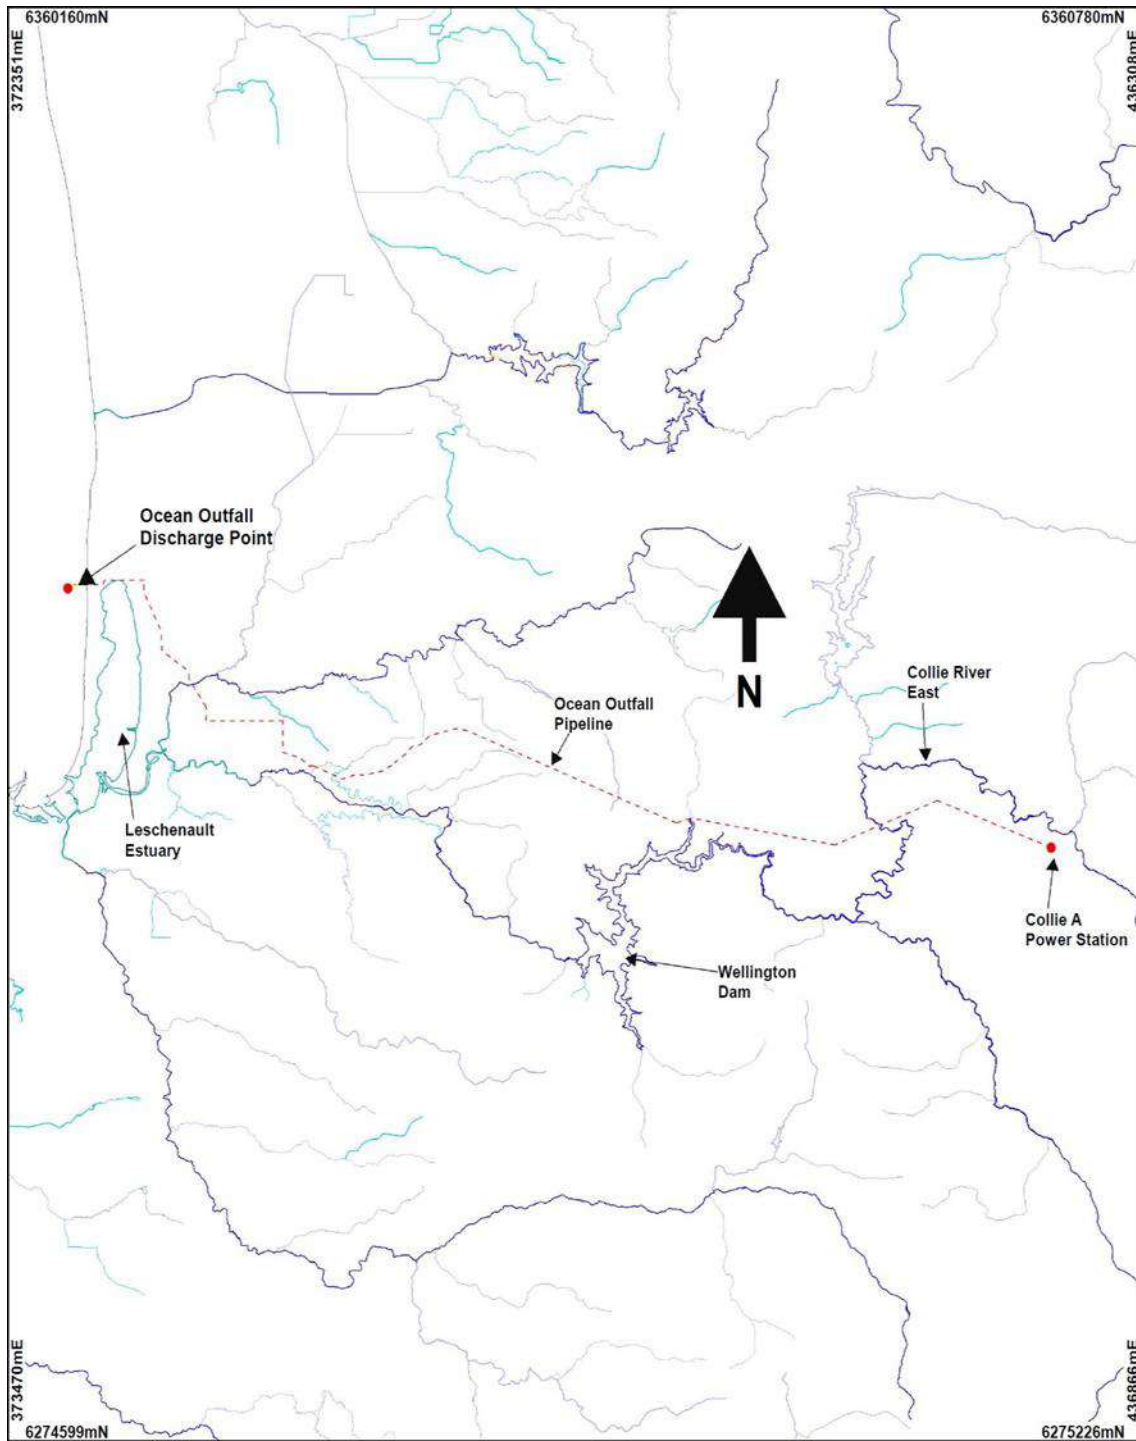 6360160mN
6360780mN
372351mE
436308mE
Ocean Outfall
Discharge Point
N
Collie River
East
Ocean Outfall
Pipeline
Leschenault
Estuary
Collie A
Power Station
Wellington
Dam
373470mE
436866mE
6274599mN
6275226mN